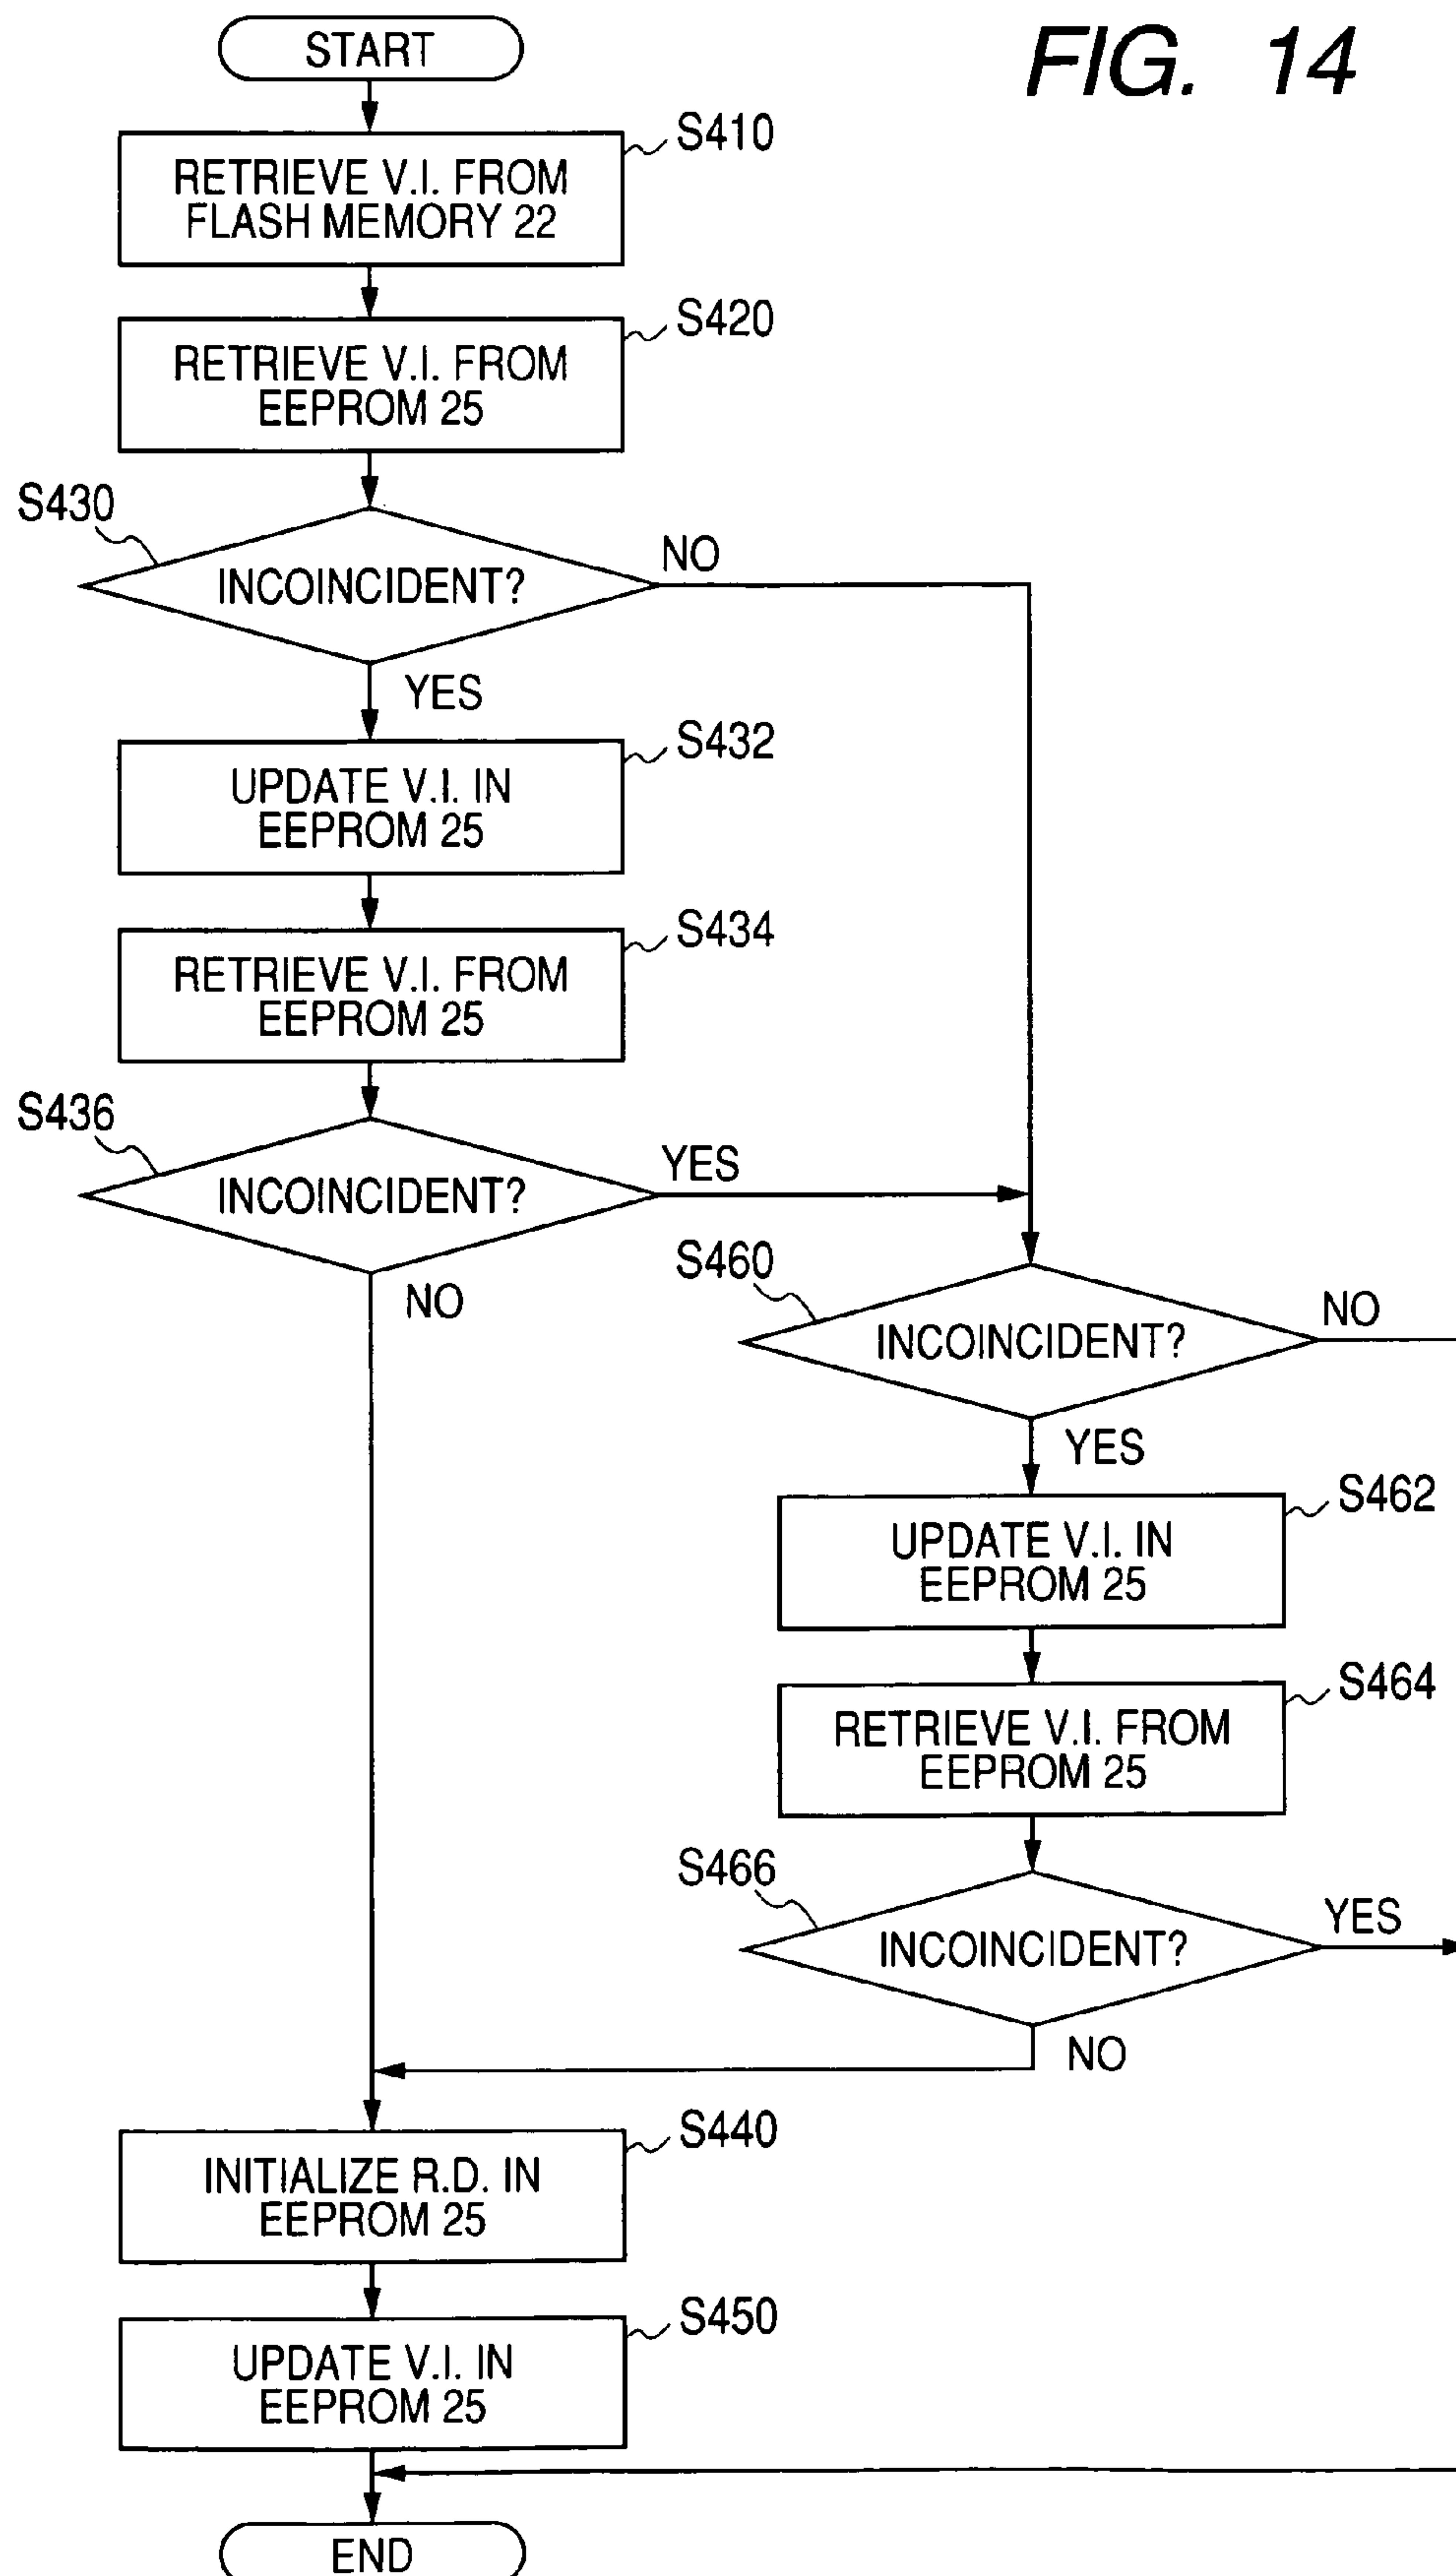 FIG. 14
START
S410
RETRIEVE V.I. FROM
FLASH MEMORY 22
S420
RETRIEVE V.I. FROM
EEPROM 25
S430
INCOINCIDENT?
NO
YES
S432
UPDATE V.I. IN
EEPROM 25
S434
RETRIEVE V.I. FROM
EEPROM 25
S436
INCOINCIDENT?
YES
NO
S460
INCOINCIDENT?
NO
YES
S462
UPDATE V.I. IN
EEPROM 25
S464
RETRIEVE V.I. FROM
EEPROM 25
S466
INCOINCIDENT?
YES
NO
S440
INITIALIZE R.D. IN
EEPROM 25
S450
UPDATE V.I. IN
EEPROM 25
END